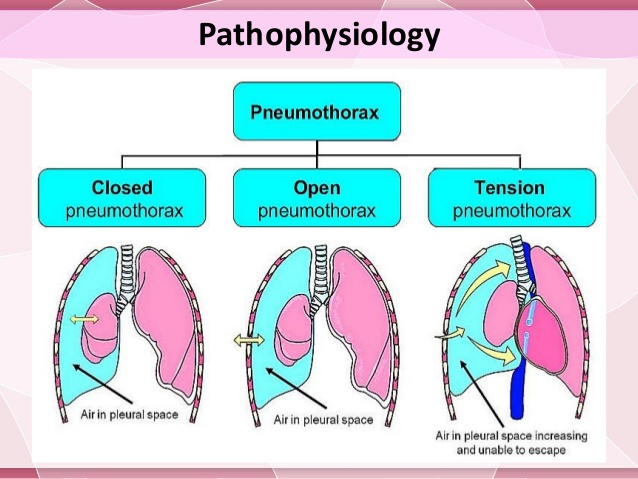 Pathophysiology
Pneumothorax
Closed
pneumothorax
Open
pneumothorax
Tension
pneumothorax
Air in pleural space
Air in pleural space
Air in pleural space increasing
and unable to escape